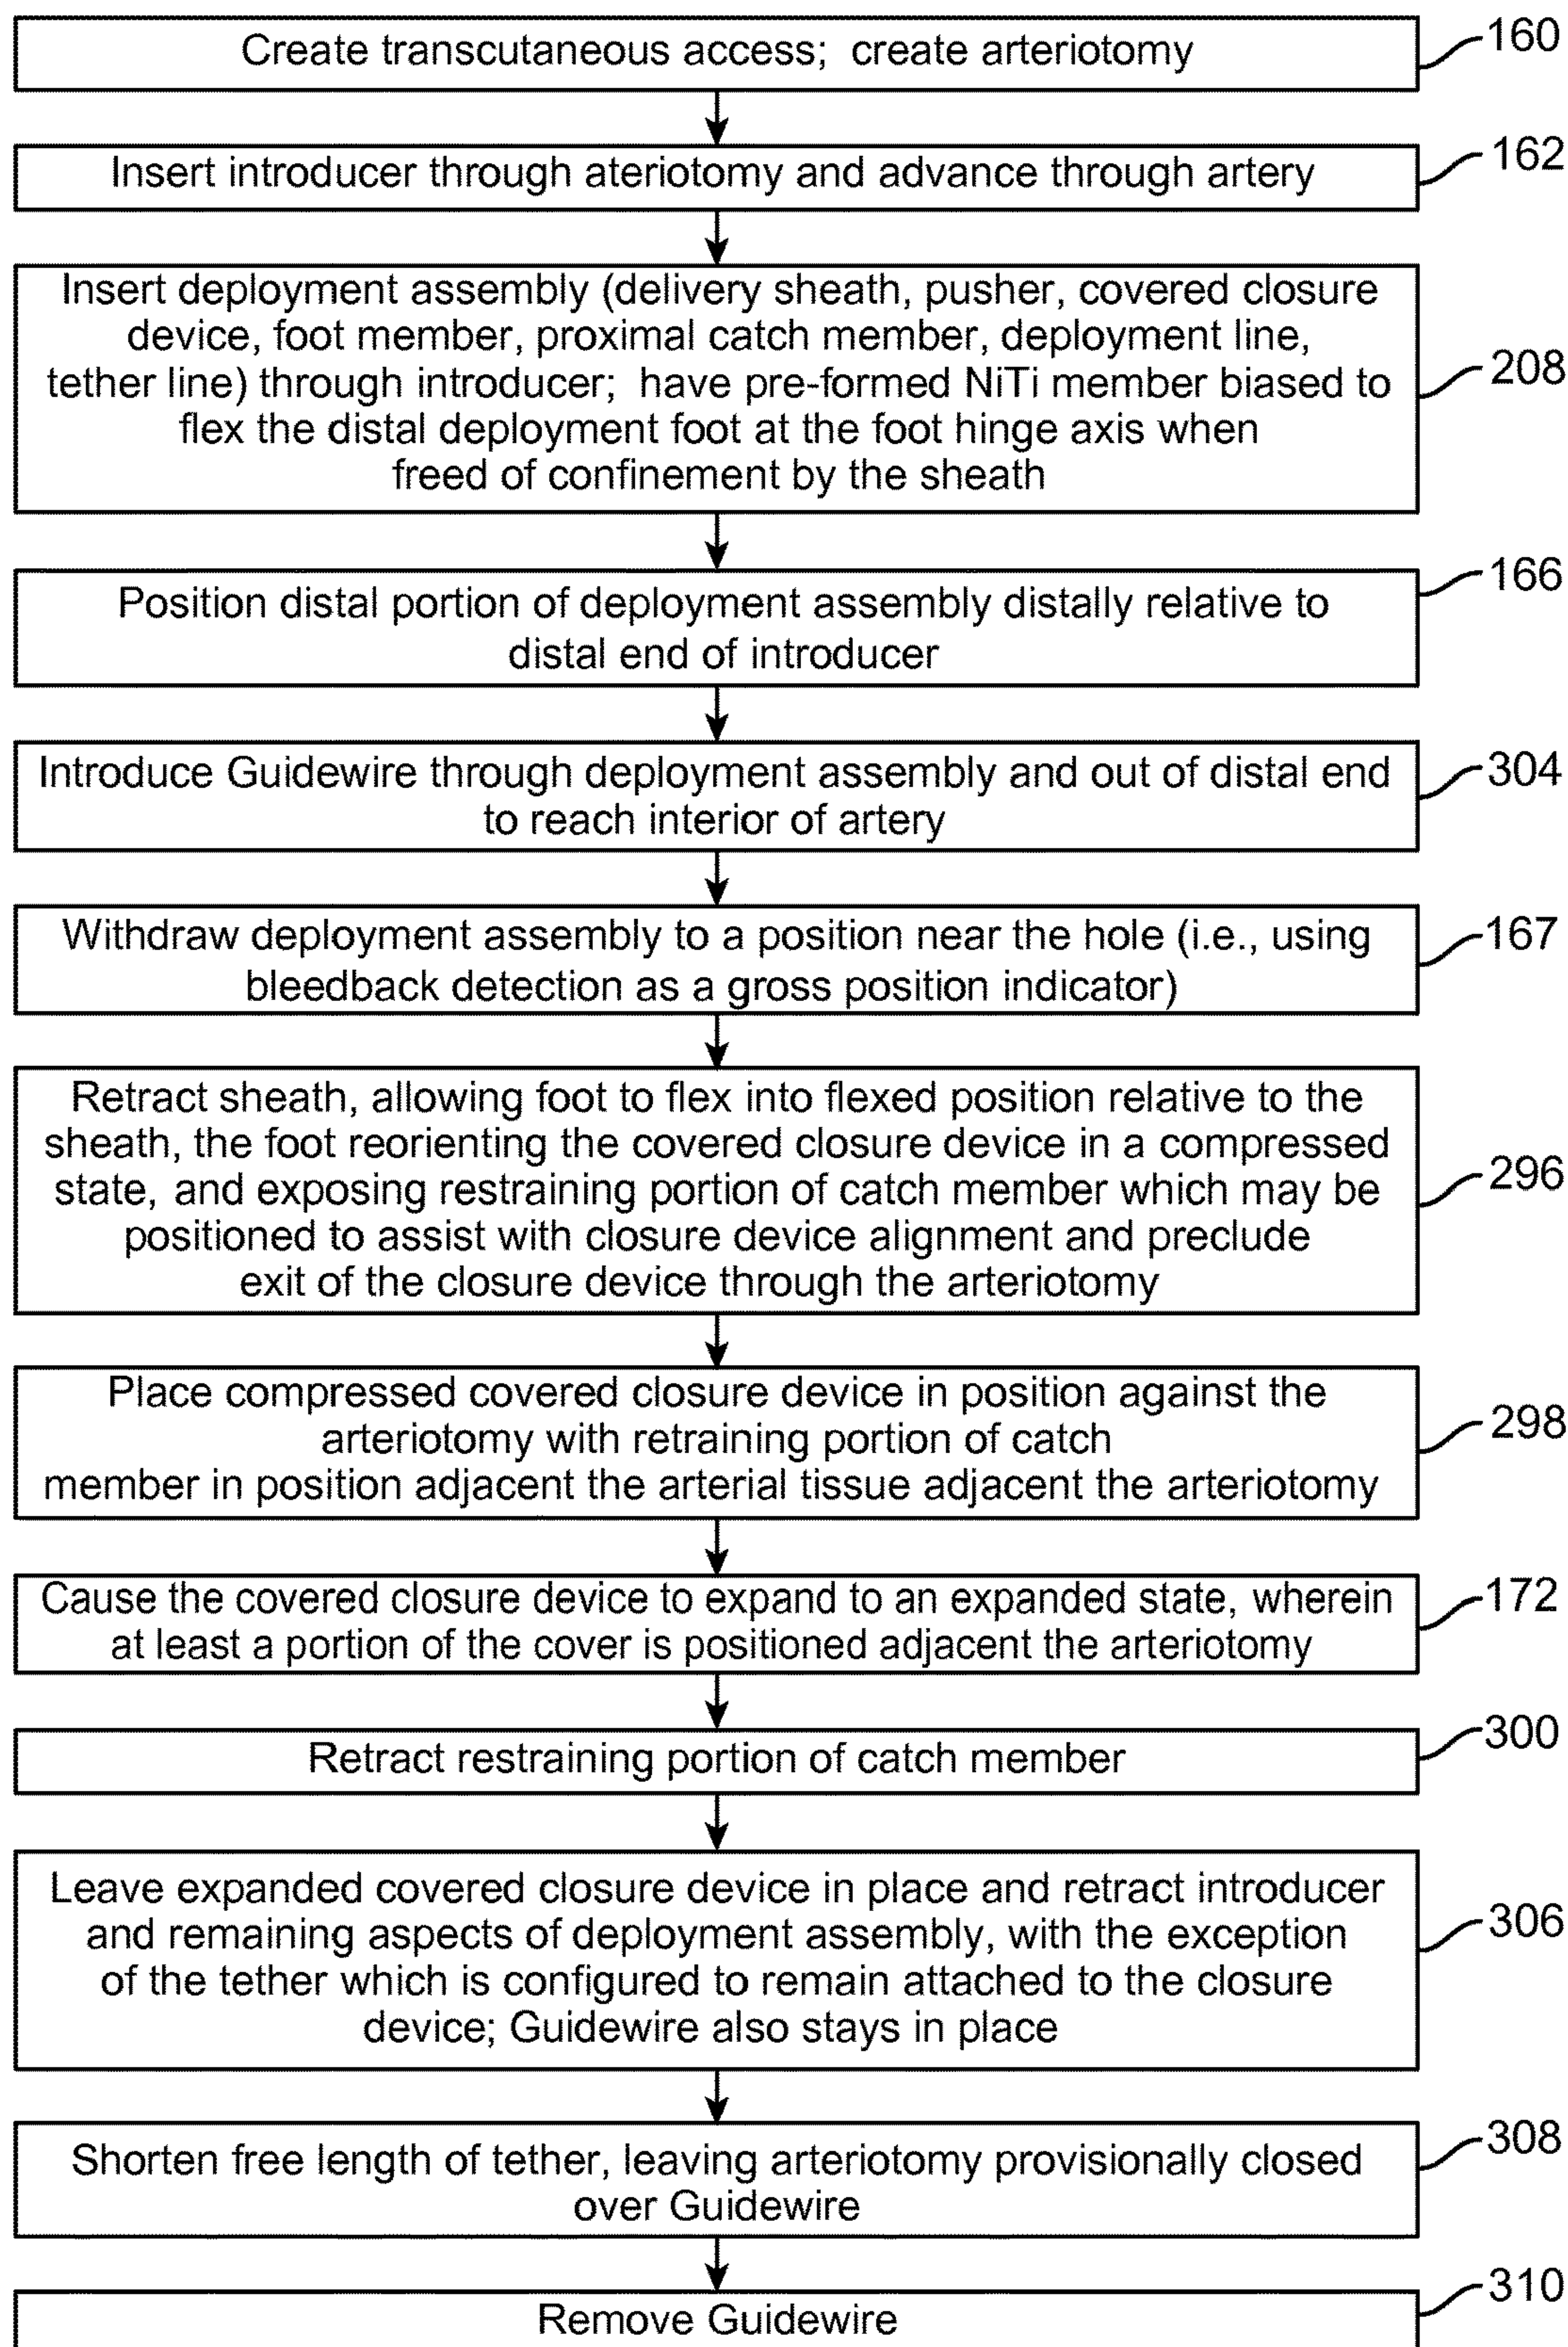 Create transcutaneous access; create arteriotomy
160
Insert introducer through ateriotomy and advance through artery
162
Insert deployment assembly (delivery sheath, pusher, covered closure
device, foot member, proximal catch member, deployment line,
tether line) through introducer; have pre-formed NiTi member biased to
flex the distal deployment foot at the foot hinge axis when
freed of confinement by the sheath
208
Position distal portion of deployment assembly distally relative to
distal end of introducer
166
Introduce Guidewire through deployment assembly and out of distal end
to reach interior of artery
304
Withdraw deployment assembly to a position near the hole (i.e., using
bleedback detection as a gross position indicator)
167
Retract sheath, allowing foot to flex into flexed position relative to the
sheath, the foot reorienting the covered closure device in a compressed
state, and exposing restraining portion of catch member which may be
positioned to assist with closure device alignment and preclude
exit of the closure device through the arteriotomy
296
Place compressed covered closure device in position against the
arteriotomy with retraining portion of catch
member in position adjacent the arterial tissue adjacent the arteriotomy
298
Cause the covered closure device to expand to an expanded state, wherein
at least a portion of the cover is positioned adjacent the arteriotomy
172
Retract restraining portion of catch member
300
Leave expanded covered closure device in place and retract introducer
and remaining aspects of deployment assembly, with the exception
of the tether which is configured to remain attached to the closure
device; Guidewire also stays in place
306
Shorten free length of tether, leaving arteriotomy provisionally closed
over Guidewire
308
Remove Guidewire
310